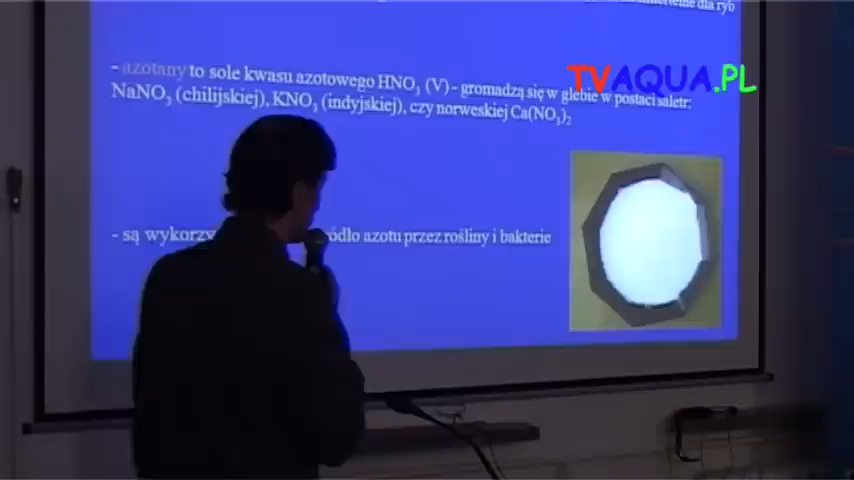 dla ryb
TVAQUA.PL
- azotany to sole kwasu azotowego HNO3 (V) - gromadzą się w glebie w postaci saletr:
NaNO3 (chilijskiej), KNO3 (indyjskiej), czy norweskiej Ca(NO3)2
- są wykorzy ródło azotu przez rośliny i bakterie